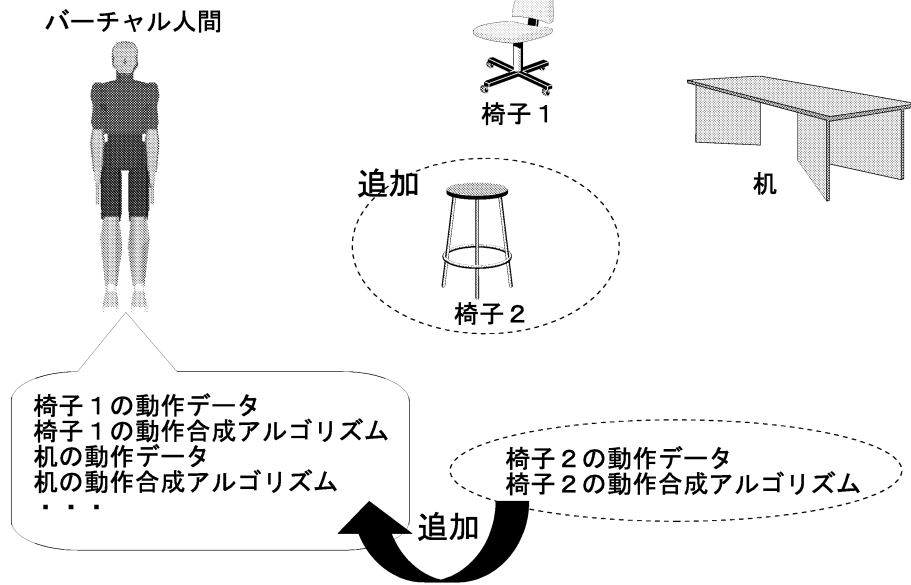 バーチャル人間
椅子１
机
追加
椅子２
椅子１の動作データ
椅子１の動作合成アルゴリズム
机の動作データ
机の動作合成アルゴリズム
・・・
椅子２の動作データ
椅子２の動作合成アルゴリズム
追加